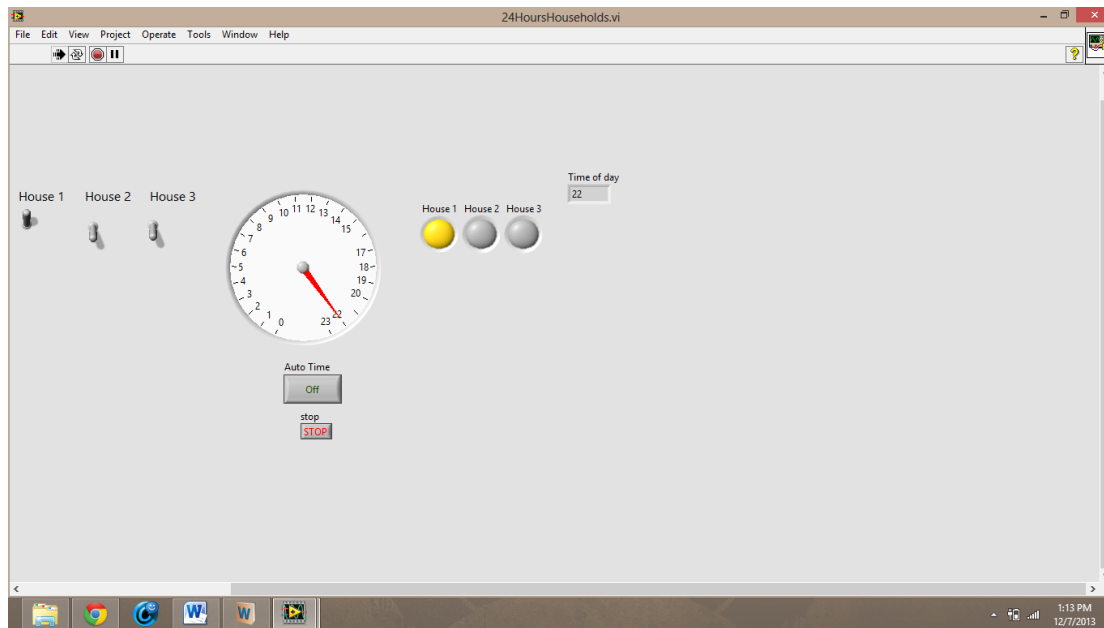 24HoursHouseholds.vi
File Edit View Project Operate Tools Window Help
?
Time of day
22
House 1 House 2 House 3
House 1 House 2 House 3
0
1
2
3
4
5
6
7
8
9
10
11
12
13
14
15
17
18
19
20
22
23
Auto Time
Off
stop
STOP
1:13 PM
12/7/2013